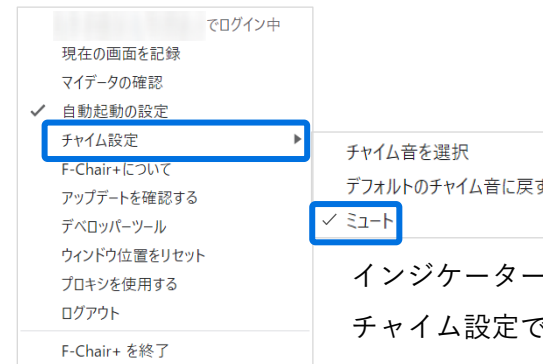 でログイン中
現在の画面を記録
マイデータの確認
自動起動の設定
チャイム設定
F-Chair+について
アップデートを確認する
デベロッパーツール
ウィンドウ位置をリセット
プロキシを使用する
ログアウト
F-Chair+ を終了
チャイム音を選択
デフォルトのチャイム音に戻す
ミュート
インジケーター
チャイム設定で